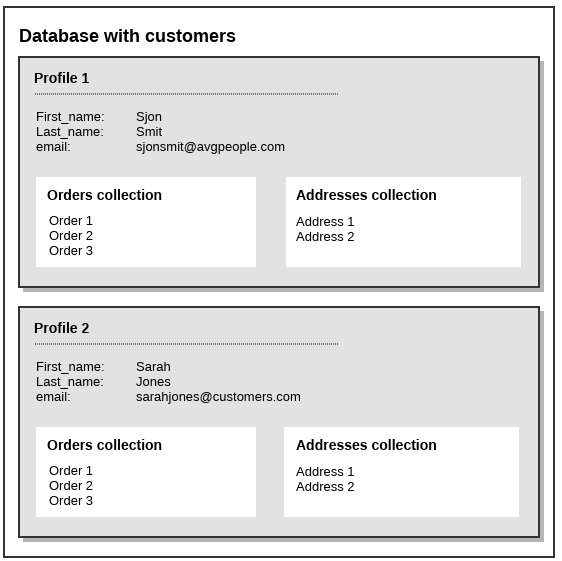 Database with customers
Profile 1
First_name: Sjon
Last_name: Smit
email: sjonsmit@avgpeople.com
Orders collection
Order 1
Order 2
Order 3
Addresses collection
Address 1
Address 2
Profile 2
First_name: Sarah
Last_name: Jones
email: sarahjones@customers.com
Orders collection
Order 1
Order 2
Order 3
Addresses collection
Address 1
Address 2